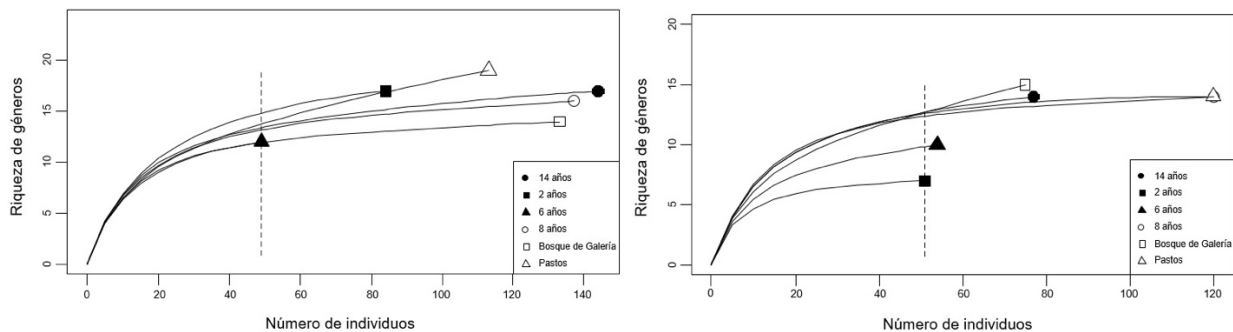 Riqueza de géneros
20
15
10
5
0
0 20 40 60 80 100 120 140
Número de individuos
14 años
2 años
6 años
8 años
Bosque de Galería
Pastos
Riqueza de géneros
20
15
10
5
0
0 20 40 60 80 100 120
Número de individuos
14 años
2 años
6 años
8 años
Bosque de Galería
Pastos